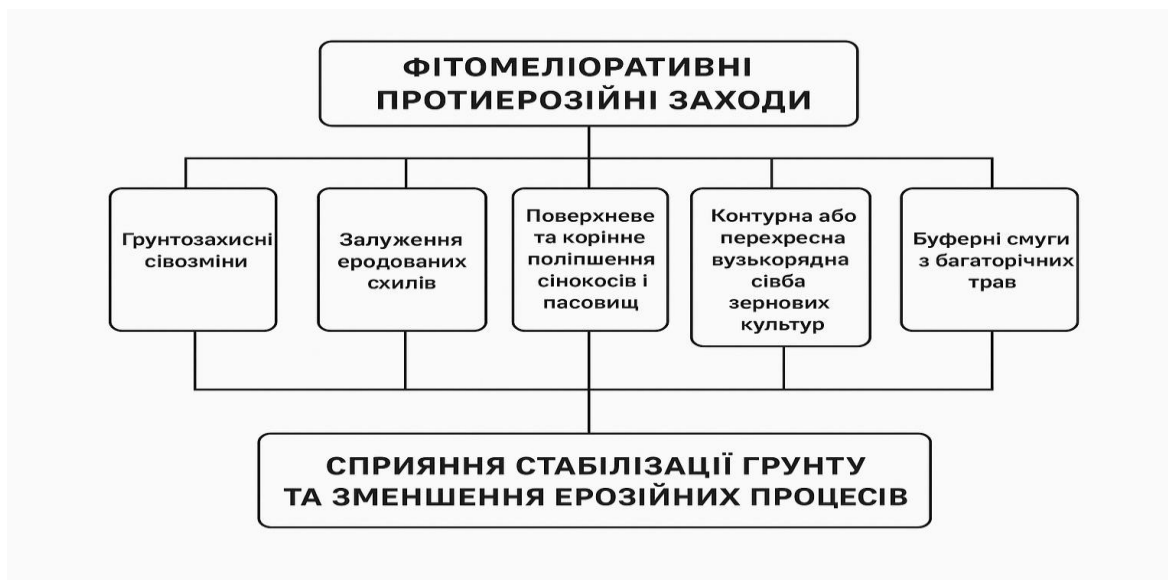 ФІТОМЕЛІОРАТИВНІ
ПРОТИЕРОЗІЙНІ ЗАХОДИ
Грунтозахисні
сівозміни
Залуження
еродованих
схилів
Поверхневе
та корінне
поліпшення
сінокосів і
пасовищ
Контурна або
перехресна
вузькорядна
сівба
зернових
культур
Буферні смуги
з багаторічних
трав
СПРИЯННЯ СТАБІЛІЗАЦІЇ ГРУНТУ
ТА ЗМЕНШЕННЯ ЕРОЗІЙНИХ ПРОЦЕСІВ